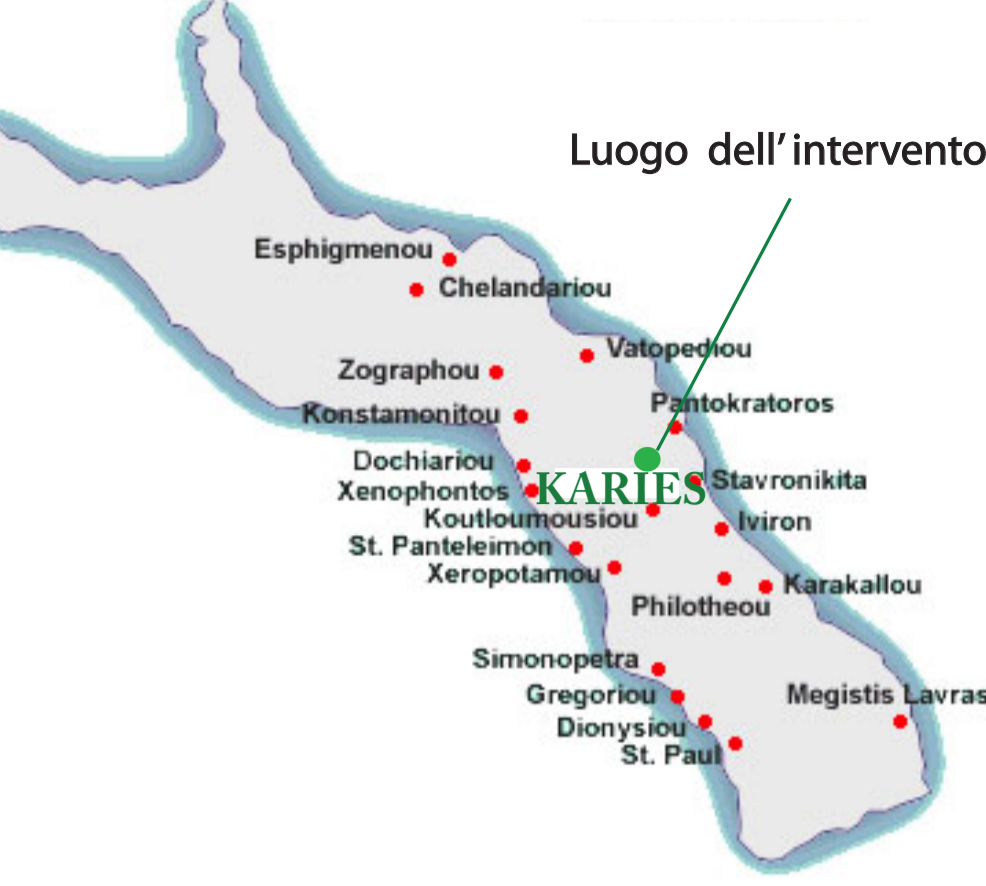 Luogo dell' intervento
Esphigmenou
Chelandariou
Vatopediou
Zographou
Pantokratoros
Konstamonitou
Dochiariou
Stavronikita
KARIES
Xenophontos
Koutloumousiou
Iviron
St. Panteleimon
Xeropotamou
Karakallou
Philotheou
Simonopetra
Gregoriou
Megistis Lavras
Dionysiou
St. Paul